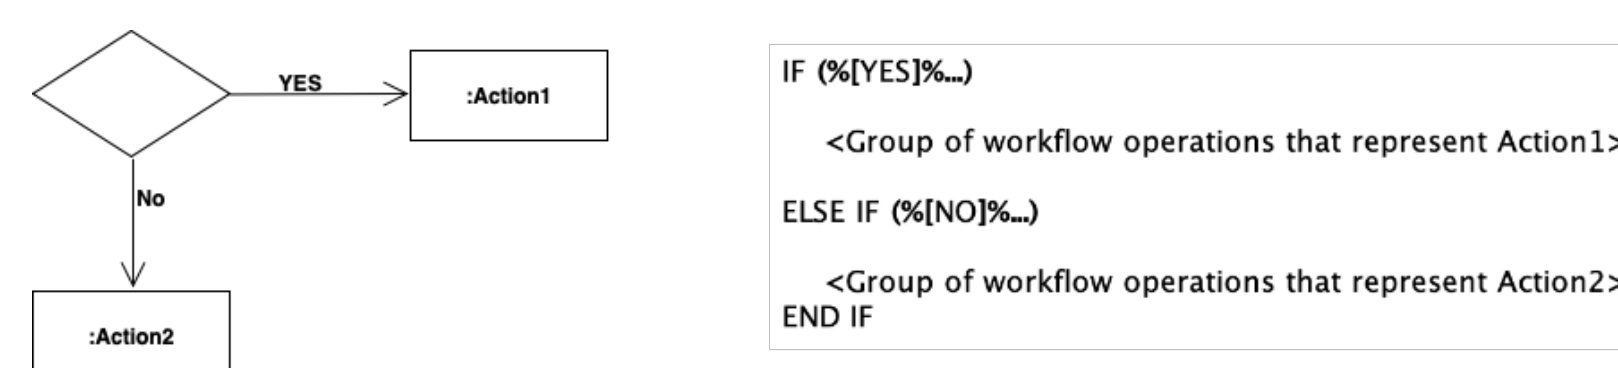 YES
:Action1
No
:Action2
IF (%[YES]%...)
<Group of workflow operations that represent Action1>
ELSE IF (%[NO]%...)
<Group of workflow operations that represent Action2>
END IF